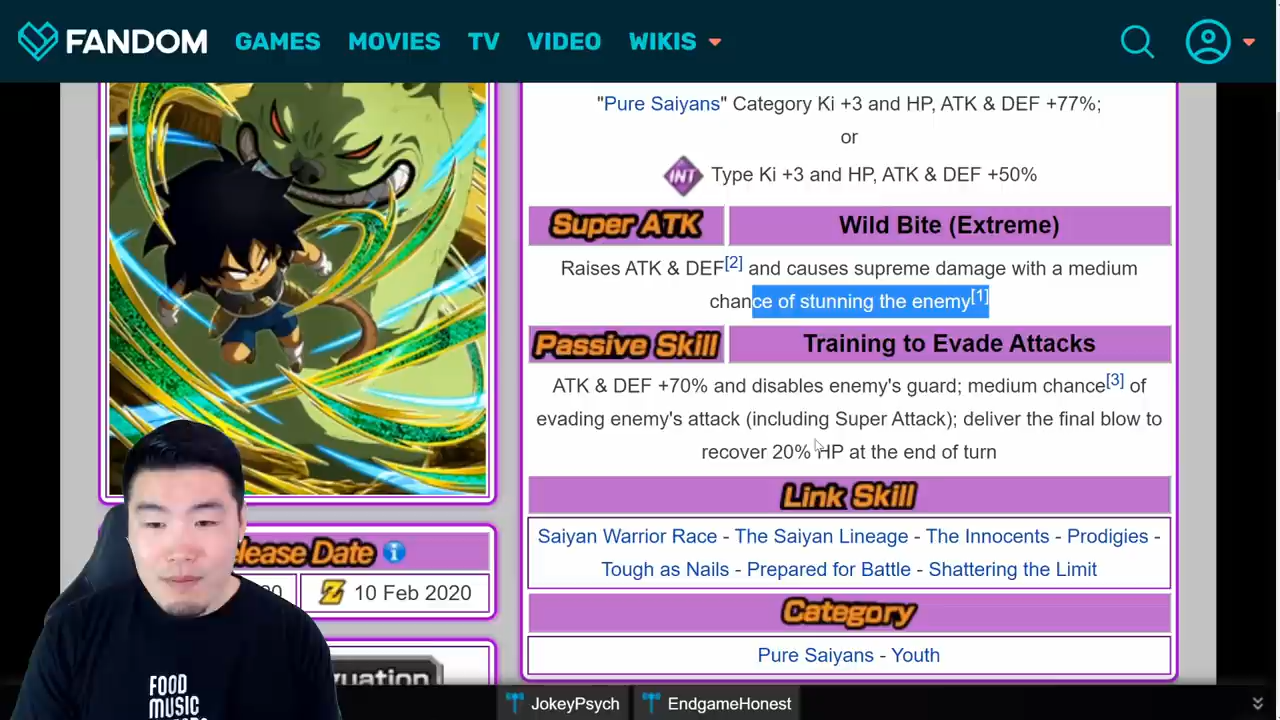 FANDOM GAMES MOVIES TV VIDEO WIKIS
"Pure Saiyans" Category Ki +3 and HP, ATK & DEF +77%;
or
INT Type Ki +3 and HP, ATK & DEF +50%
Super ATK
Wild Bite (Extreme)
Raises ATK & DEF[2] and causes supreme damage with a medium
chance of stunning the enemy[1]
Passive Skill
Training to Evade Attacks
ATK & DEF +70% and disables enemy's guard; medium chance[3] of
evading enemy's attack (including Super Attack); deliver the final blow to
recover 20% HP at the end of turn
Link Skill
Saiyan Warrior Race - The Saiyan Lineage - The Innocents - Prodigies -
Tough as Nails - Prepared for Battle - Shattering the Limit
Category
Pure Saiyans - Youth
lease Date i
Z 10 Feb 2020
FOOD
MUSIC
JokeyPsych
EndgameHonest